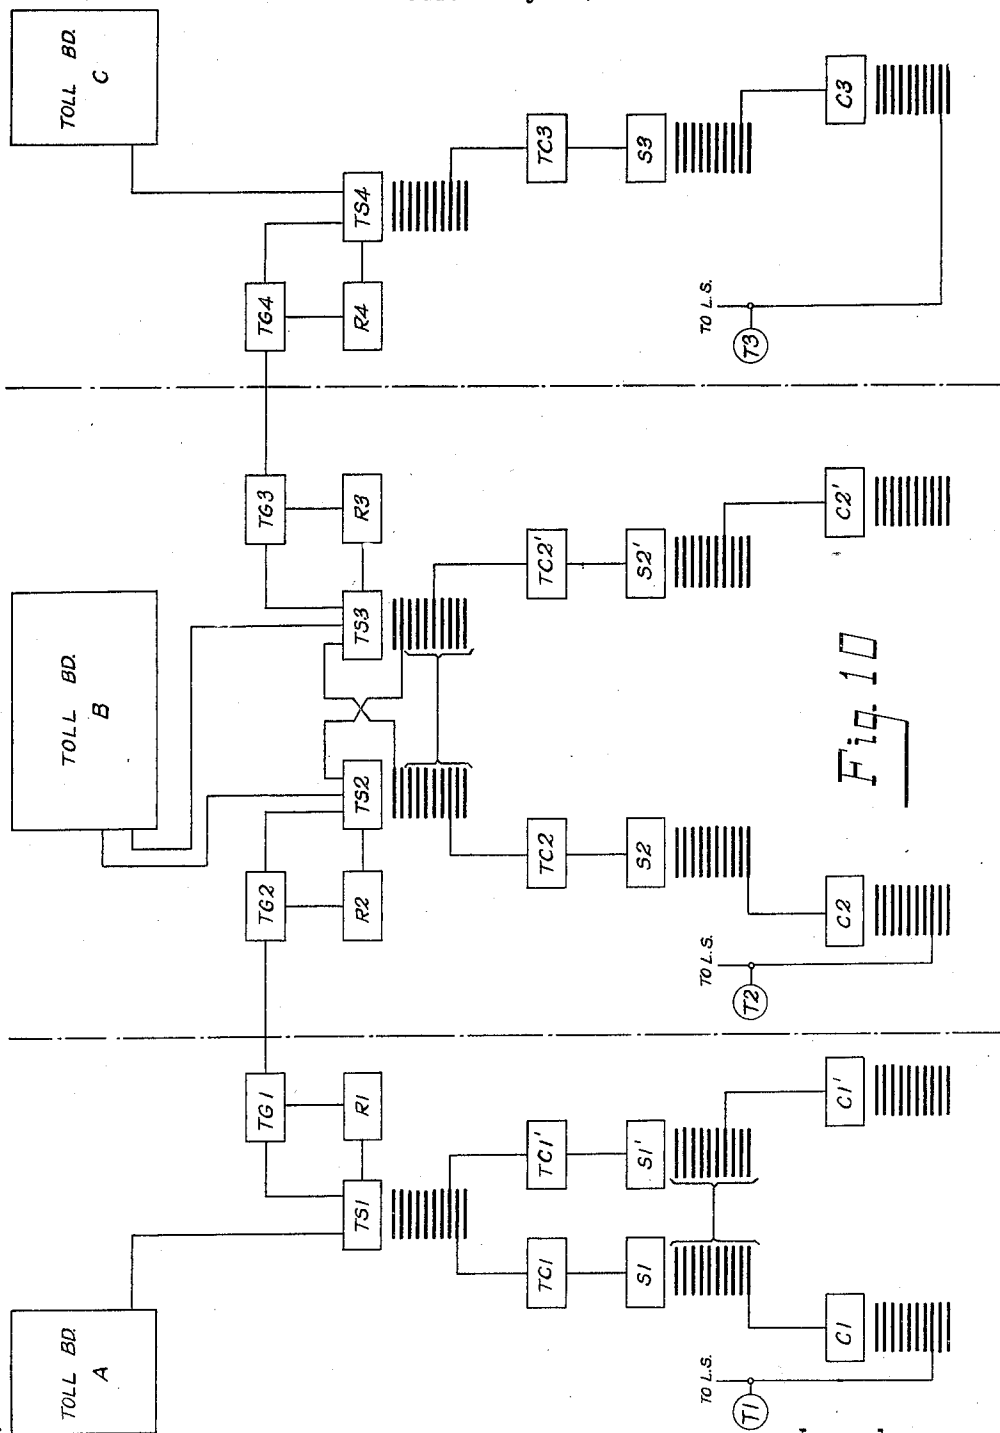 TOLL BD. A
TOLL BD. B
TOLL BD. C
TG1
TG2
TG3
TG4
TS1
R1
R2
TS2
TS3
R3
R4
TS4
TC1
TC1'
TC2
TC2'
TC3
S1
S1'
S2
S2'
S3
TO L.S.
T1
TO L.S.
T2
TO L.S.
T3
C1
C1'
C2
C2'
C3
Fig. 10